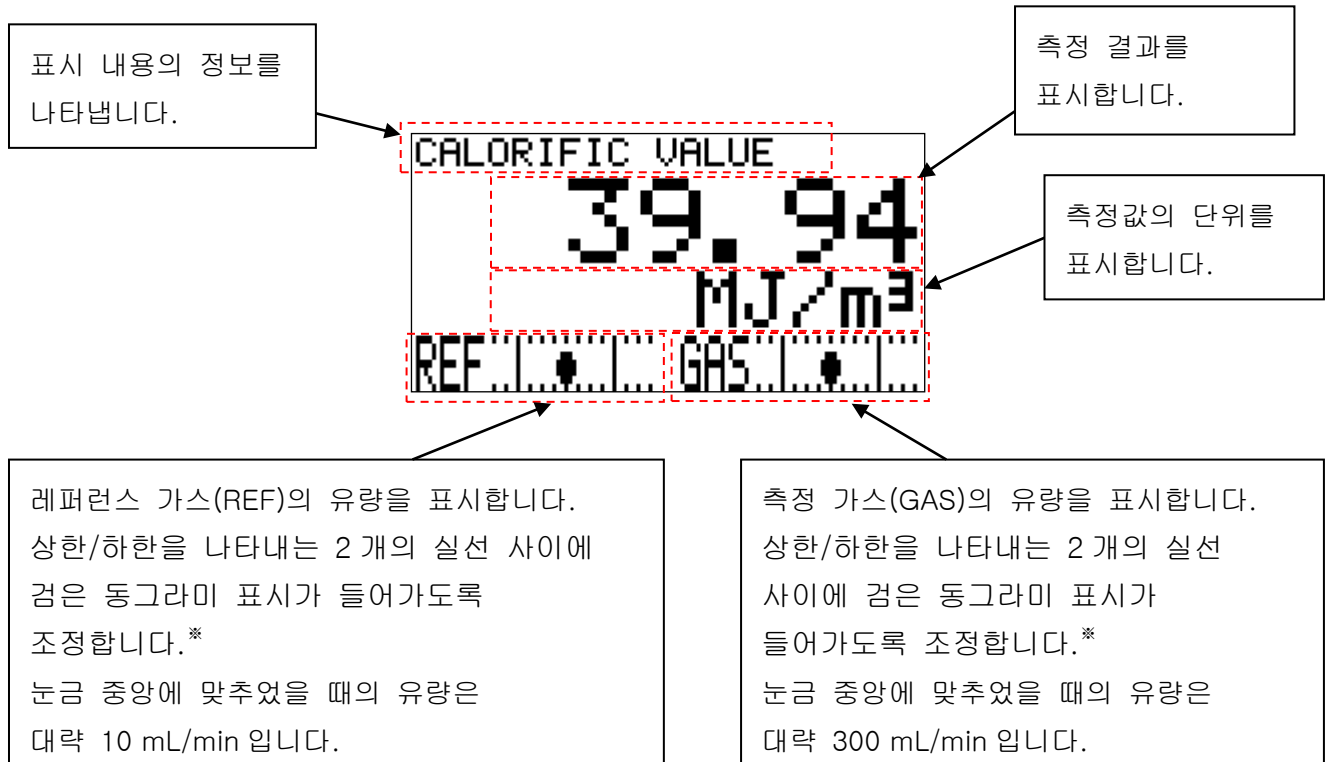 표시 내용의 정보를
나타냅니다.
측정 결과를
표시합니다.
CALORIFIC VALUE
39.94
MJ/m³
측정값의 단위를
표시합니다.
REF
GAS
레퍼런스 가스(REF)의 유량을 표시합니다.
상한/하한을 나타내는 2개의 실선 사이에
검은 동그라미 표시가 들어가도록
조정합니다.※
눈금 중앙에 맞추었을 때의 유량은
대략 10 mL/min입니다.
측정 가스(GAS)의 유량을 표시합니다.
상한/하한을 나타내는 2개의 실선
사이에 검은 동그라미 표시가
들어가도록 조정합니다.※
눈금 중앙에 맞추었을 때의 유량은
대략 300 mL/min입니다.